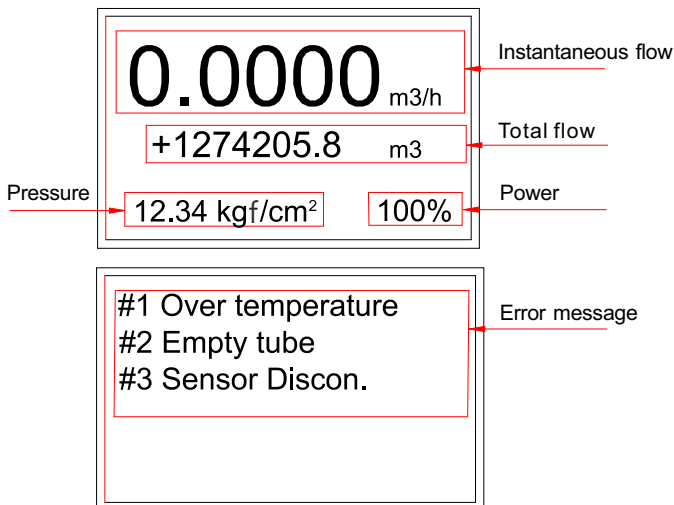 0.0000 m3/h
Instantaneous flow
+1274205.8 m3
Total flow
Pressure
12.34 kgf/cm²
100%
Power
#1 Over temperature
#2 Empty tube
#3 Sensor Discon.
Error message